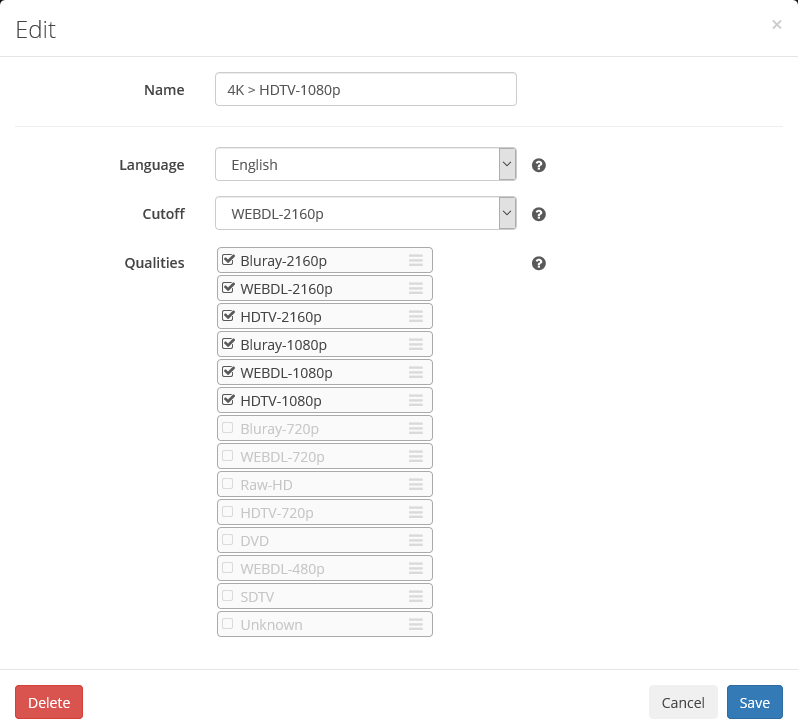 Edit
×
Name 4K > HDTV-1080p
Language English
Cutoff WEBDL-2160p
Qualities Bluray-2160p
WEBDL-2160p
HDTV-2160p
Bluray-1080p
WEBDL-1080p
HDTV-1080p
Bluray-720p
WEBDL-720p
Raw-HD
HDTV-720p
DVD
WEBDL-480p
SDTV
Unknown
Delete Cancel Save